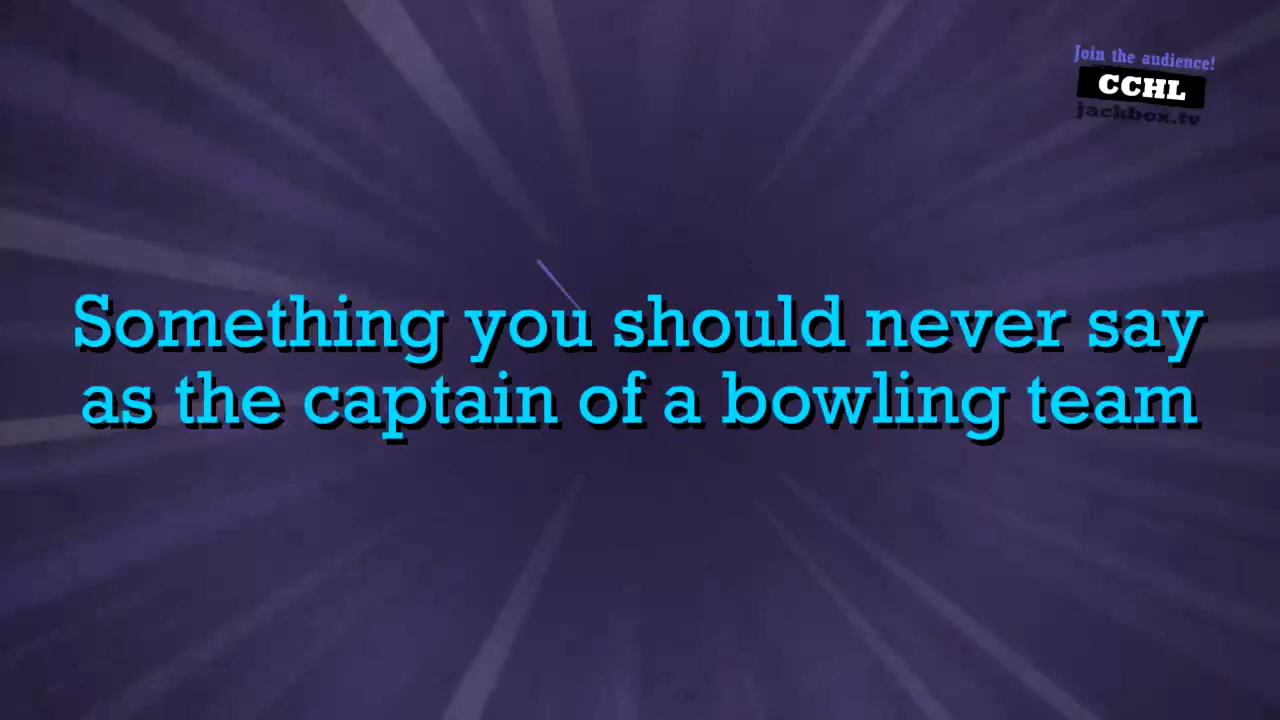 Join the audience!
CCHL
jackbox.tv
Something you should never say
as the captain of a bowling team